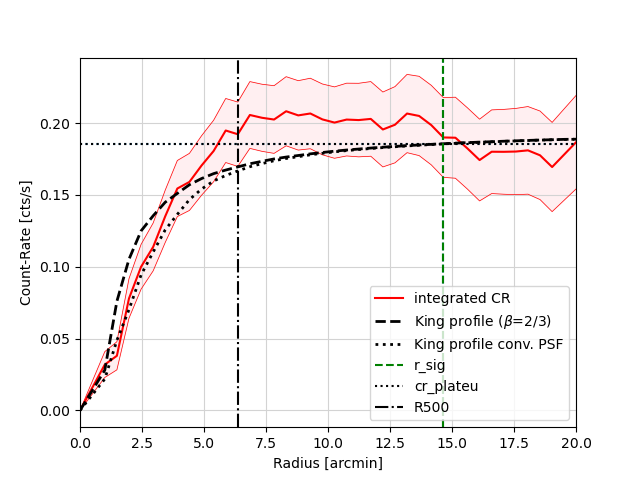 0.20
0.15
0.10
0.05
0.00
Count-Rate [cts/s]
integrated CR
King profile (β=2/3)
King profile conv. PSF
r_sig
cr_plateu
R500
0.0 2.5 5.0 7.5 10.0 12.5 15.0 17.5 20.0
Radius [arcmin]